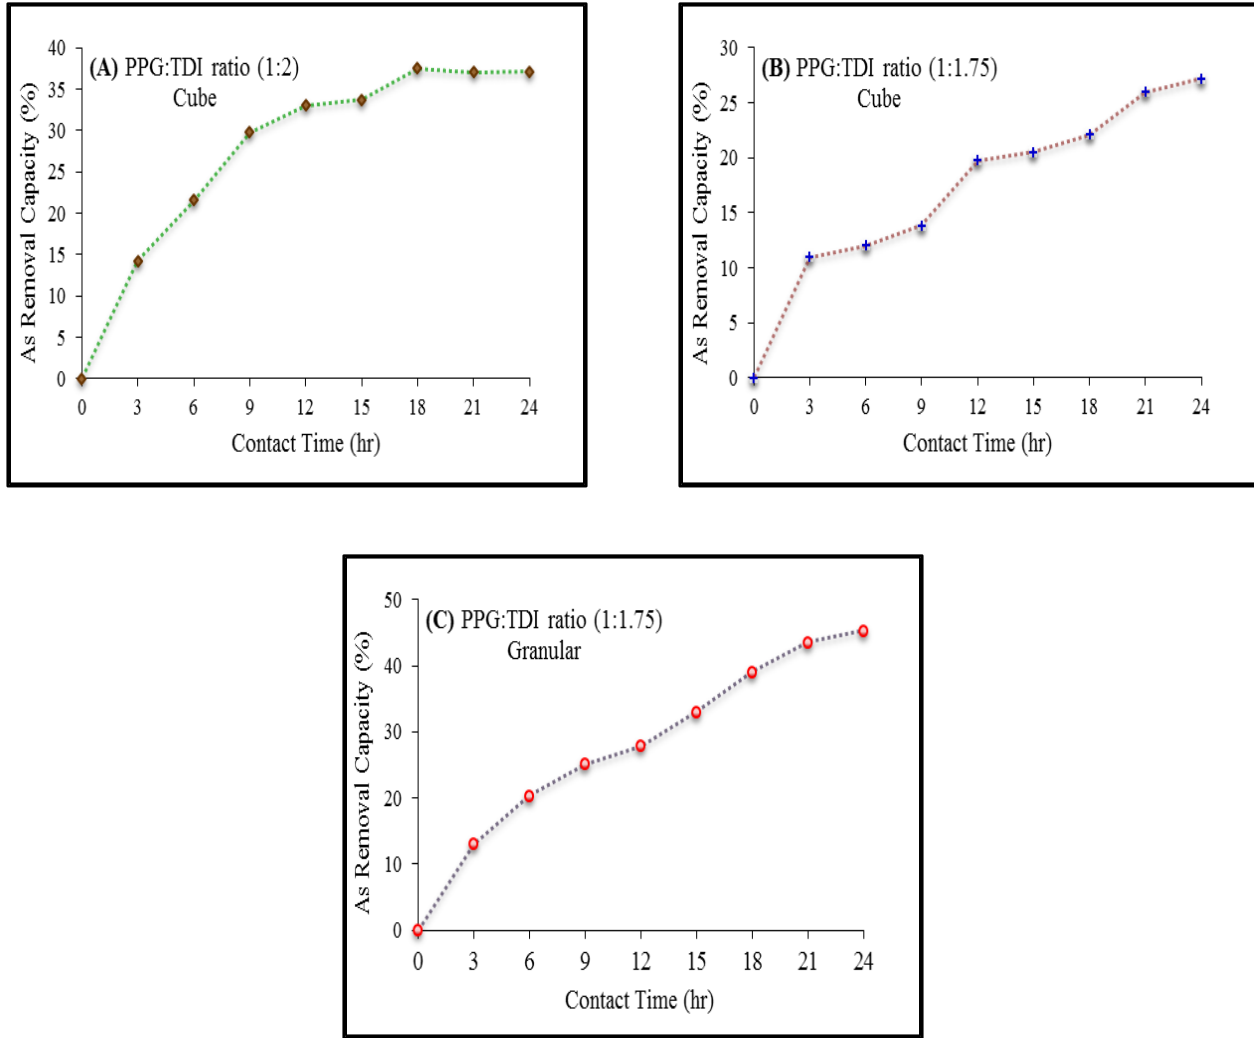 (A) PPG:TDI ratio (1:2)
Cube
As Removal Capacity (%)
40
35
30
25
20
15
10
5
0
0 3 6 9 12 15 18 21 24
Contact Time (hr)
(B) PPG:TDI ratio (1:1.75)
Cube
As Removal Capacity (%)
30
25
20
15
10
5
0
0 3 6 9 12 15 18 21 24
Contact Time (hr)
(C) PPG:TDI ratio (1:1.75)
Granular
As Removal Capacity (%)
50
40
30
20
10
0
0 3 6 9 12 15 18 21 24
Contact Time (hr)